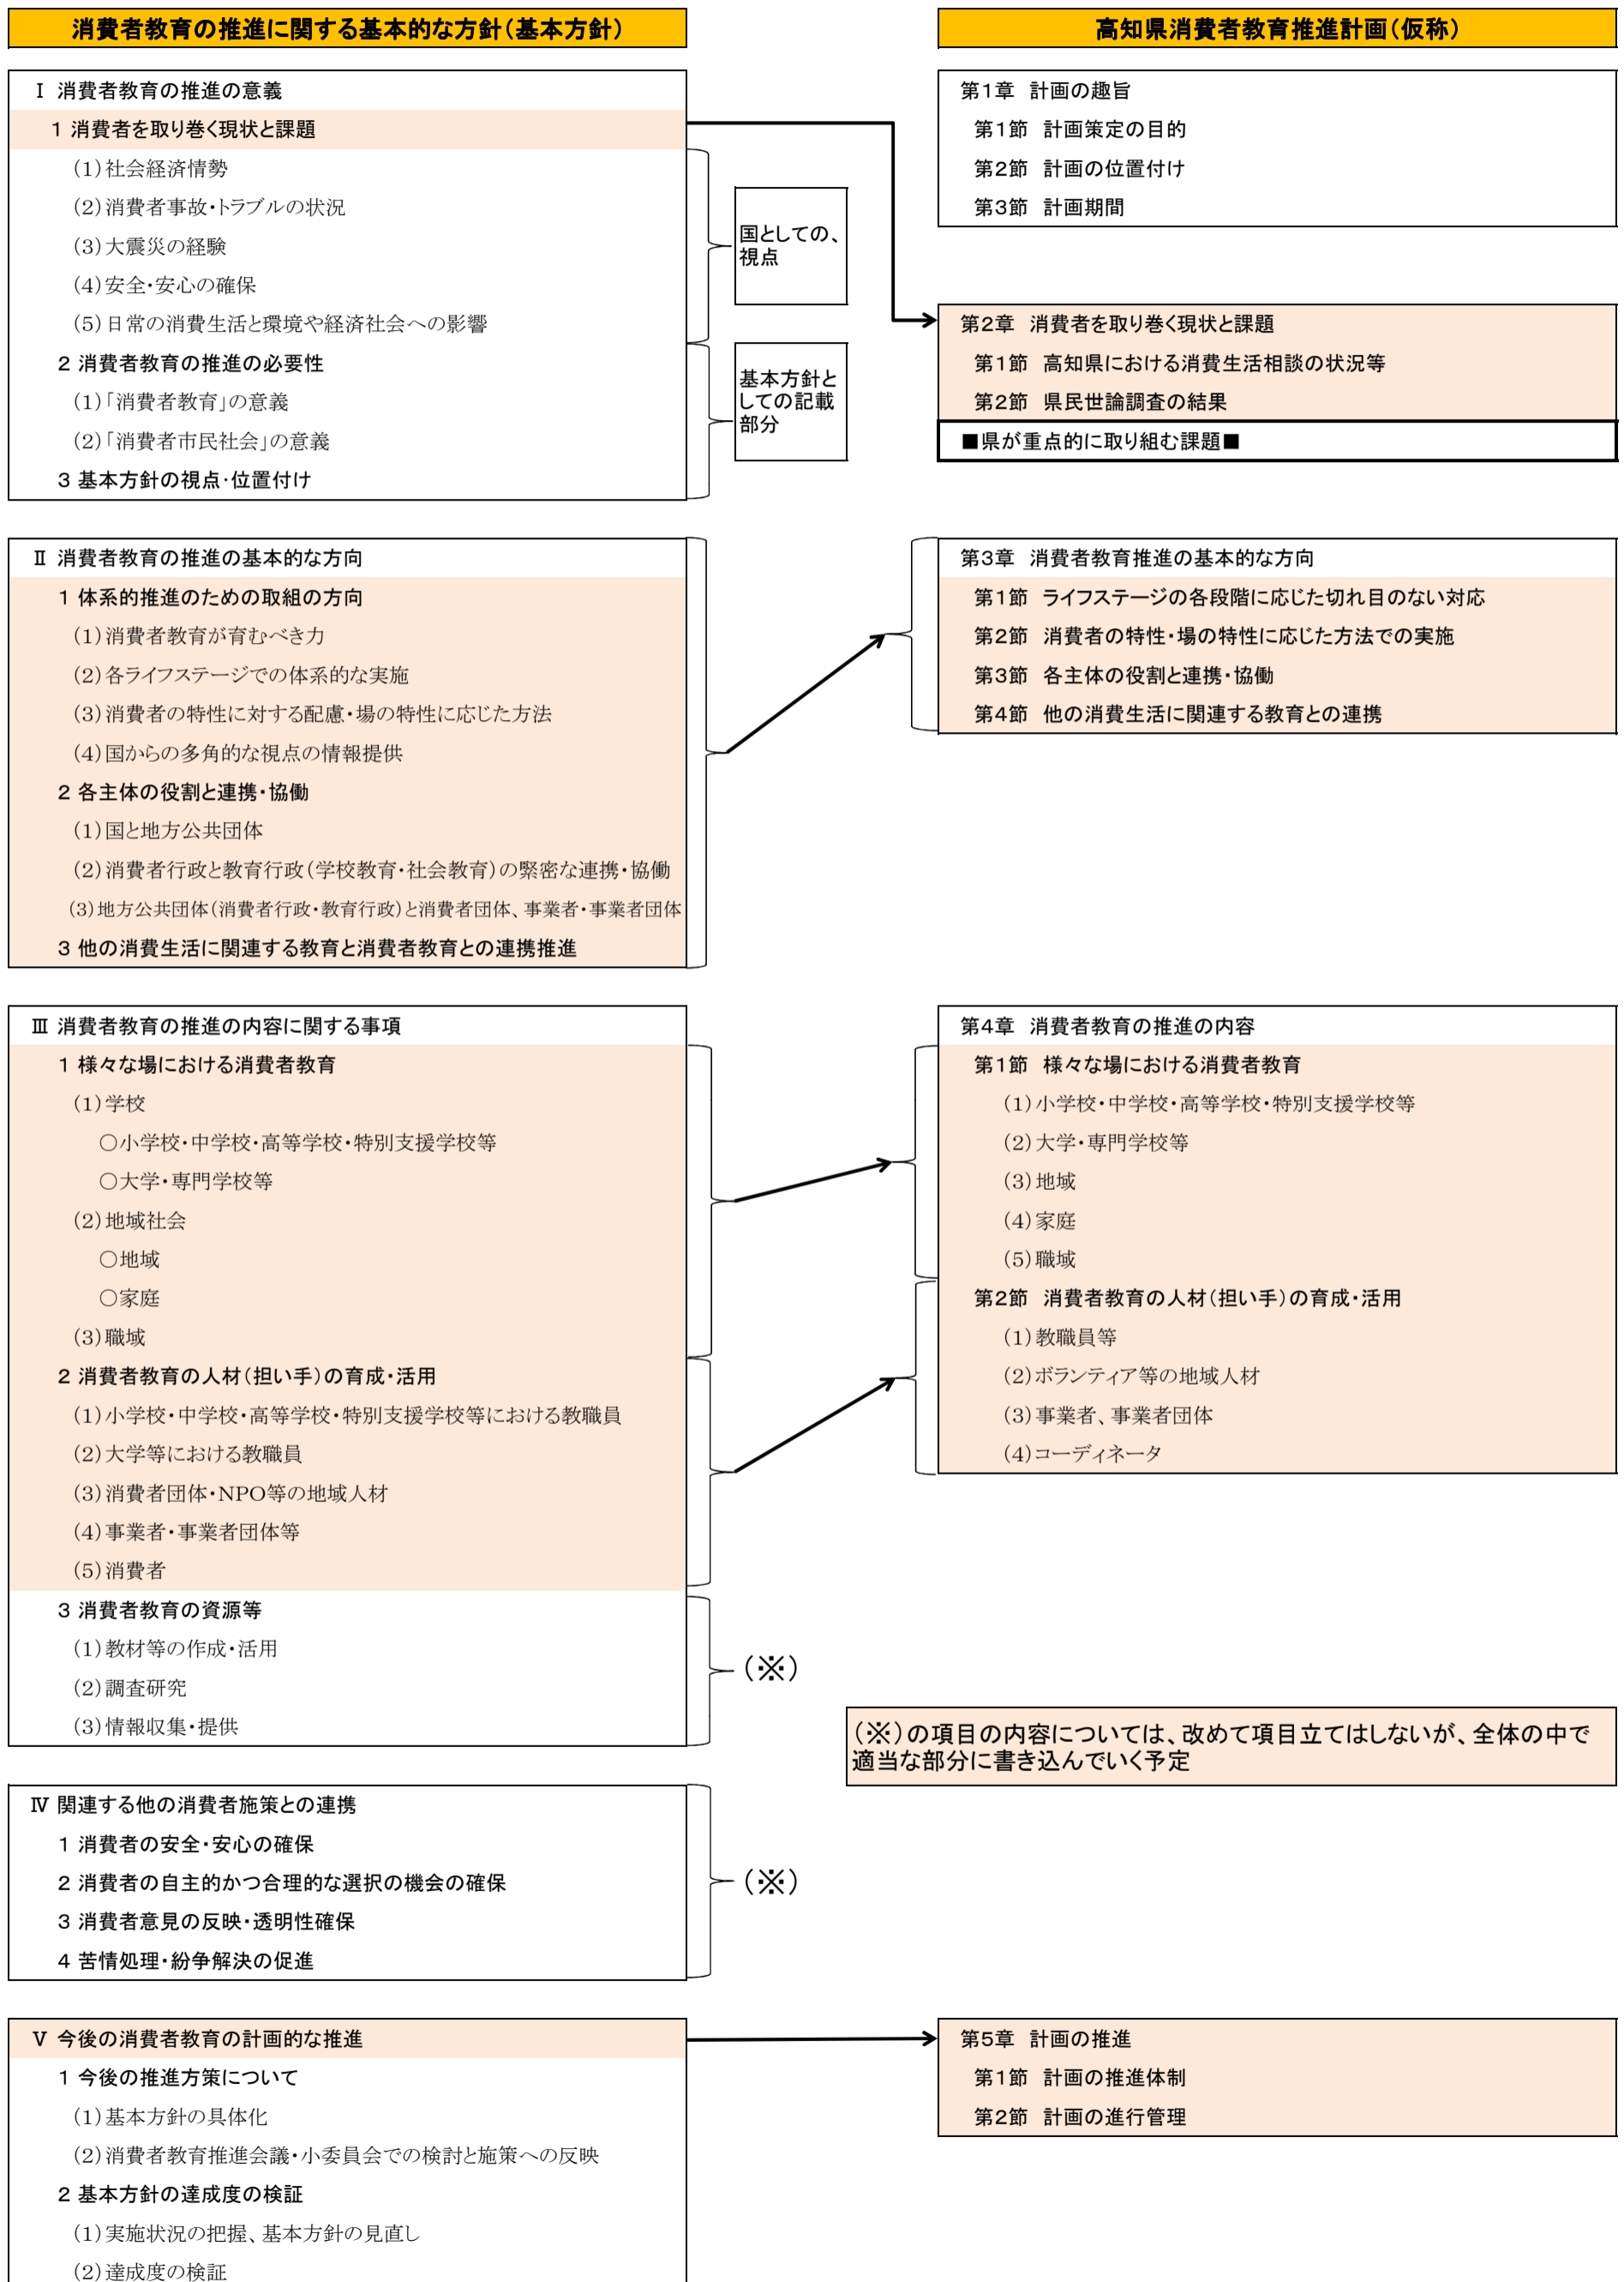 消費者教育の推進に関する基本的な方針(基本方針)
Ⅰ 消費者教育の推進の意義
1 消費者を取り巻く現状と課題
(1)社会経済情勢
(2)消費者事故・トラブルの状況
(3)大震災の経験
(4)安全・安心の確保
(5)日常の消費生活と環境や経済社会への影響
2 消費者教育の推進の必要性
(1)「消費者教育」の意義
(2)「消費者市民社会」の意義
3 基本方針の視点・位置付け
国としての、
視点
基本方針と
しての記載
部分
Ⅱ 消費者教育の推進の基本的な方向
1 体系的推進のための取組の方向
(1)消費者教育が育むべき力
(2)各ライフステージでの体系的な実施
(3)消費者の特性に対する配慮・場の特性に応じた方法
(4)国からの多角的な視点の情報提供
2 各主体の役割と連携・協働
(1)国と地方公共団体
(2)消費者行政と教育行政(学校教育・社会教育)の緊密な連携・協働
(3)地方公共団体(消費者行政・教育行政)と消費者団体、事業者・事業者団体
3 他の消費生活に関連する教育と消費者教育との連携推進
Ⅲ 消費者教育の推進の内容に関する事項
1 様々な場における消費者教育
(1)学校
○小学校・中学校・高等学校・特別支援学校等
○大学・専門学校等
(2)地域社会
○地域
○家庭
(3)職域
2 消費者教育の人材(担い手)の育成・活用
(1)小学校・中学校・高等学校・特別支援学校等における教職員
(2)大学等における教職員
(3)消費者団体・NPO等の地域人材
(4)事業者・事業者団体等
(5)消費者
3 消費者教育の資源等
(1)教材等の作成・活用
(2)調査研究
(3)情報収集・提供
(※)
Ⅳ 関連する他の消費者施策との連携
1 消費者の安全・安心の確保
2 消費者の自主的かつ合理的な選択の機会の確保
3 消費者意見の反映・透明性確保
4 苦情処理・紛争解決の促進
(※)
Ⅴ 今後の消費者教育の計画的な推進
1 今後の推進方策について
(1)基本方針の具体化
(2)消費者教育推進会議・小委員会での検討と施策への反映
2 基本方針の達成度の検証
(1)実施状況の把握、基本方針の見直し
(2)達成度の検証
高知県消費者教育推進計画(仮称)
第1章 計画の趣旨
第1節 計画策定の目的
第2節 計画の位置付け
第3節 計画期間
第2章 消費者を取り巻く現状と課題
第1節 高知県における消費生活相談の状況等
第2節 県民世論調査の結果
■県が重点的に取り組む課題■
第3章 消費者教育推進の基本的な方向
第1節 ライフステージの各段階に応じた切れ目のない対応
第2節 消費者の特性・場の特性に応じた方法での実施
第3節 各主体の役割と連携・協働
第4節 他の消費生活に関連する教育との連携
第4章 消費者教育の推進の内容
第1節 様々な場における消費者教育
(1)小学校・中学校・高等学校・特別支援学校等
(2)大学・専門学校等
(3)地域
(4)家庭
(5)職域
第2節 消費者教育の人材(担い手)の育成・活用
(1)教職員等
(2)ボランティア等の地域人材
(3)事業者、事業者団体
(4)コーディネータ
(※)の項目の内容については、改めて項目立てはしないが、全体の中で
適当な部分に書き込んでいく予定
第5章 計画の推進
第1節 計画の推進体制
第2節 計画の進行管理